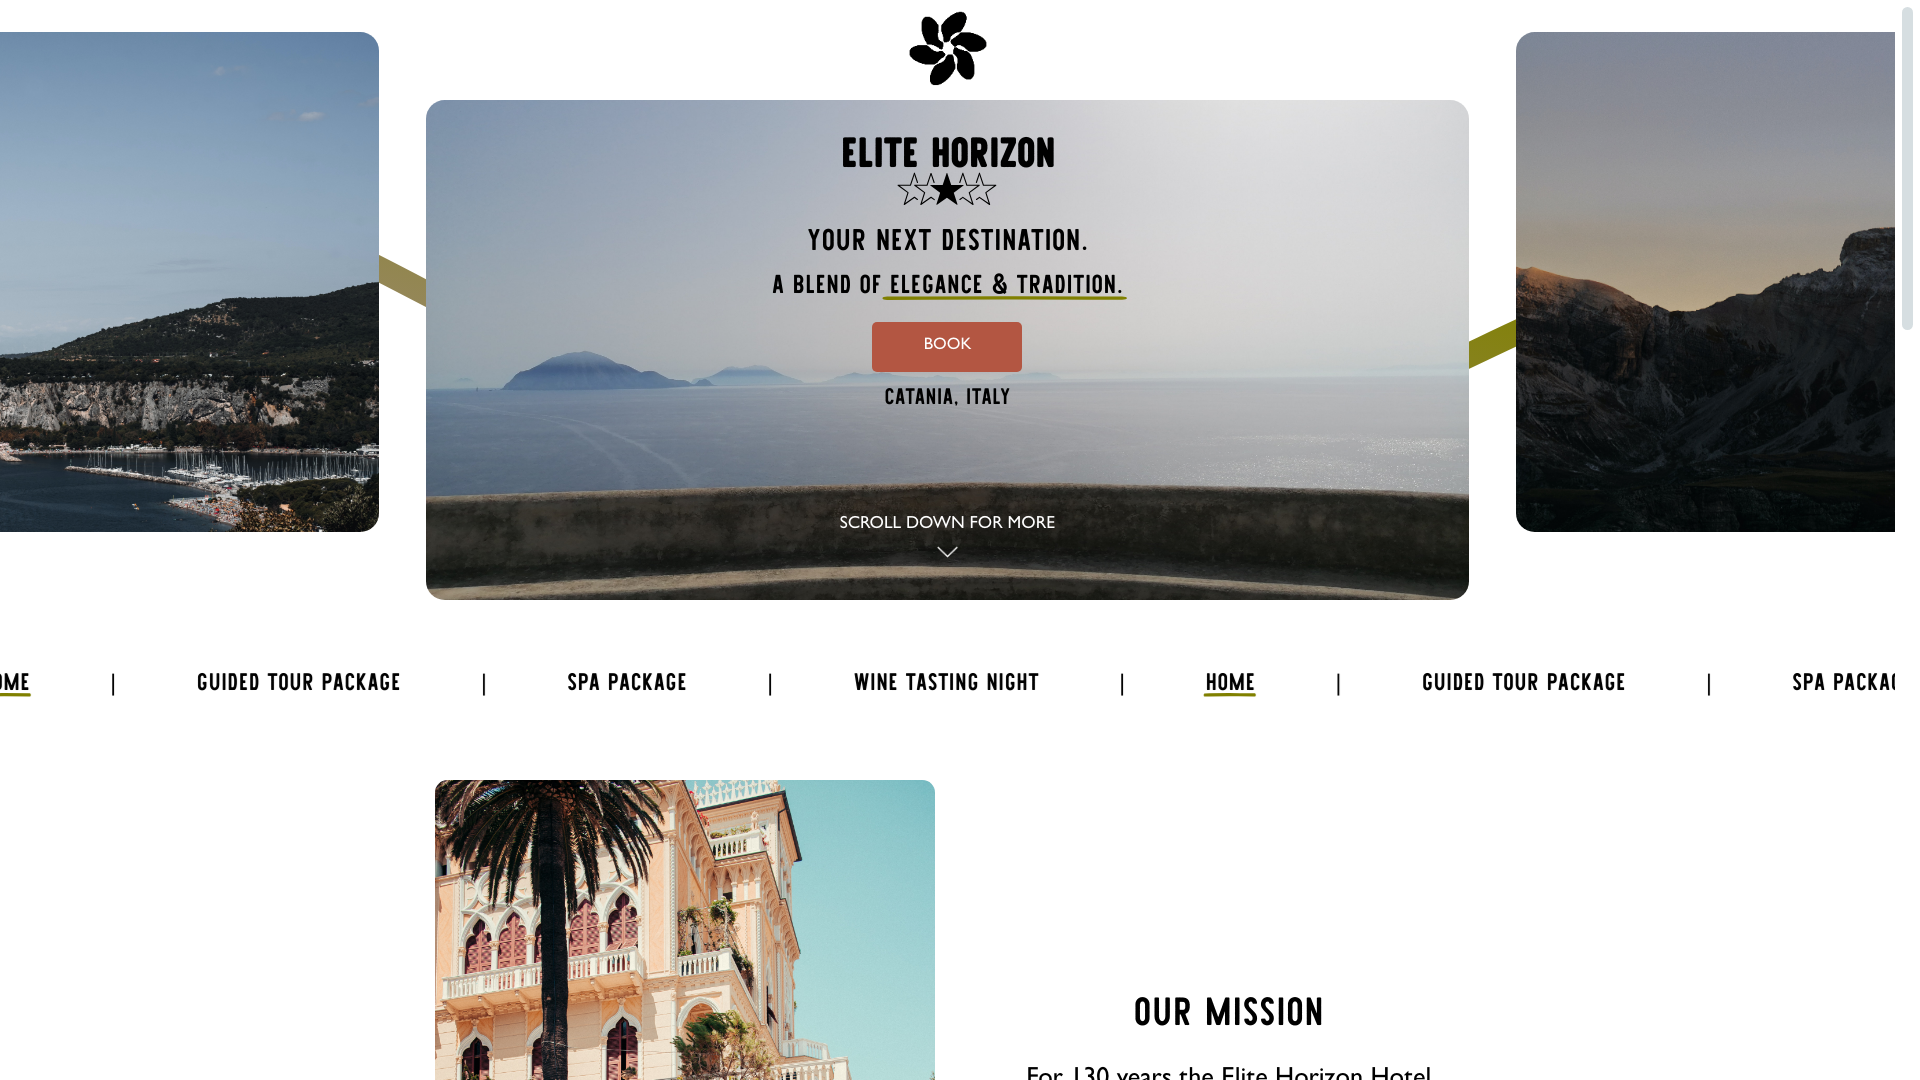 ELITE HORIZON
YOUR NEXT DESTINATION.
A BLEND OF ELEGANCE & TRADITION.
BOOK
CATANIA, ITALY
SCROLL DOWN FOR MORE
OME | GUIDED TOUR PACKAGE | SPA PACKAGE | WINE TASTING NIGHT | HOME | GUIDED TOUR PACKAGE | SPA PACKAG
OUR MISSION
For 130 years the Elite Horizon Hotel